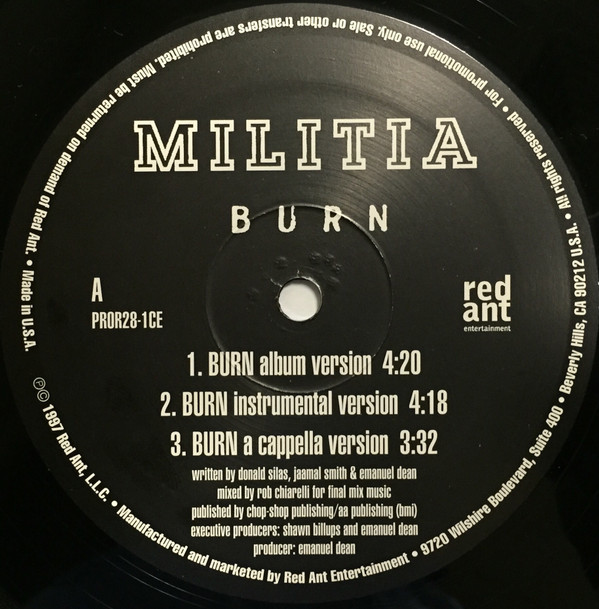 MILITIA
BURN
A
PROR28-1CE
red
ant
entertainment
1. BURN album version 4:20
2. BURN instrumental version 4:18
3. BURN a cappella version 3:32
written by donald silas, jaamal smith & emanuel dean
mixed by rob chiarelli for final mix music
published by chop-shop publishing/aa publishing (bmi)
executive producers: shawn billups and emanuel dean
producer: emanuel dean
℗© 1997 Red Ant, L.L.C. • Manufactured and marketed by Red Ant Entertainment • 9720 Wilshire Boulevard, Suite 400 • Beverly Hills, CA 90212 U.S.A. • All rights reserved • For promotional use only. Sale or other transfers are prohibited. Must be returned on demand of Red Ant. • Made in U.S.A.